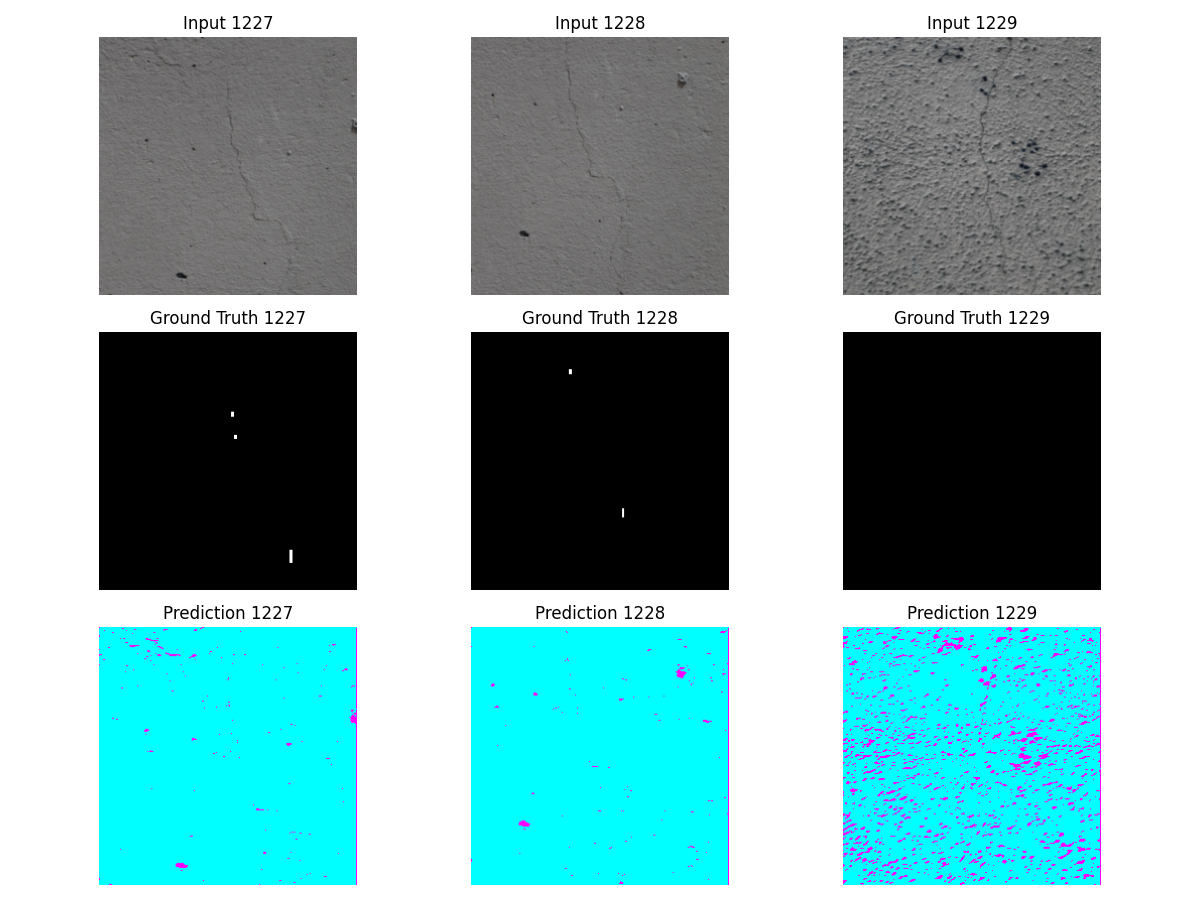 Input 1227
Input 1228
Input 1229
Ground Truth 1227
Ground Truth 1228
Ground Truth 1229
Prediction 1227
Prediction 1228
Prediction 1229